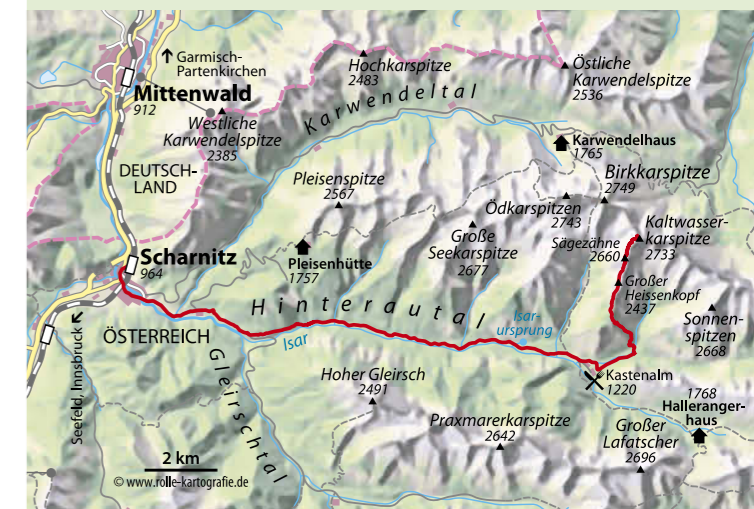 Garmisch-
Partenkirchen
Mittenwald
912
Westliche
Karwendelspitze
2385
DEUTSCH-
LAND
Hochkarspitze
2483
Östliche
Karwendelspitze
2536
Karwendeltal
Karwendelhaus
1765
Birkkarspitze
2749
Pleisenspitze
2567
Ödkarspitzen
2743
Große
Seekarspitze
2677
Kaltwasser-
karspitze
2733
Sägezähne
2660
Großer
Heissenkopf
2437
Sonnen-
spitzen
2668
Pleisenhütte
1757
Scharnitz
964
Hinterautal
Isar-
ursprung
Isar
ÖSTERREICH
Gleirschtal
Seefeld, Innsbruck
Hoher Gleirsch
2491
Kastenalm
1220
1768
Halleranger-
haus
Praxmarerkarspitze
2642
Großer
Lafatscher
2696
2 km
© www.rolle-kartografie.de